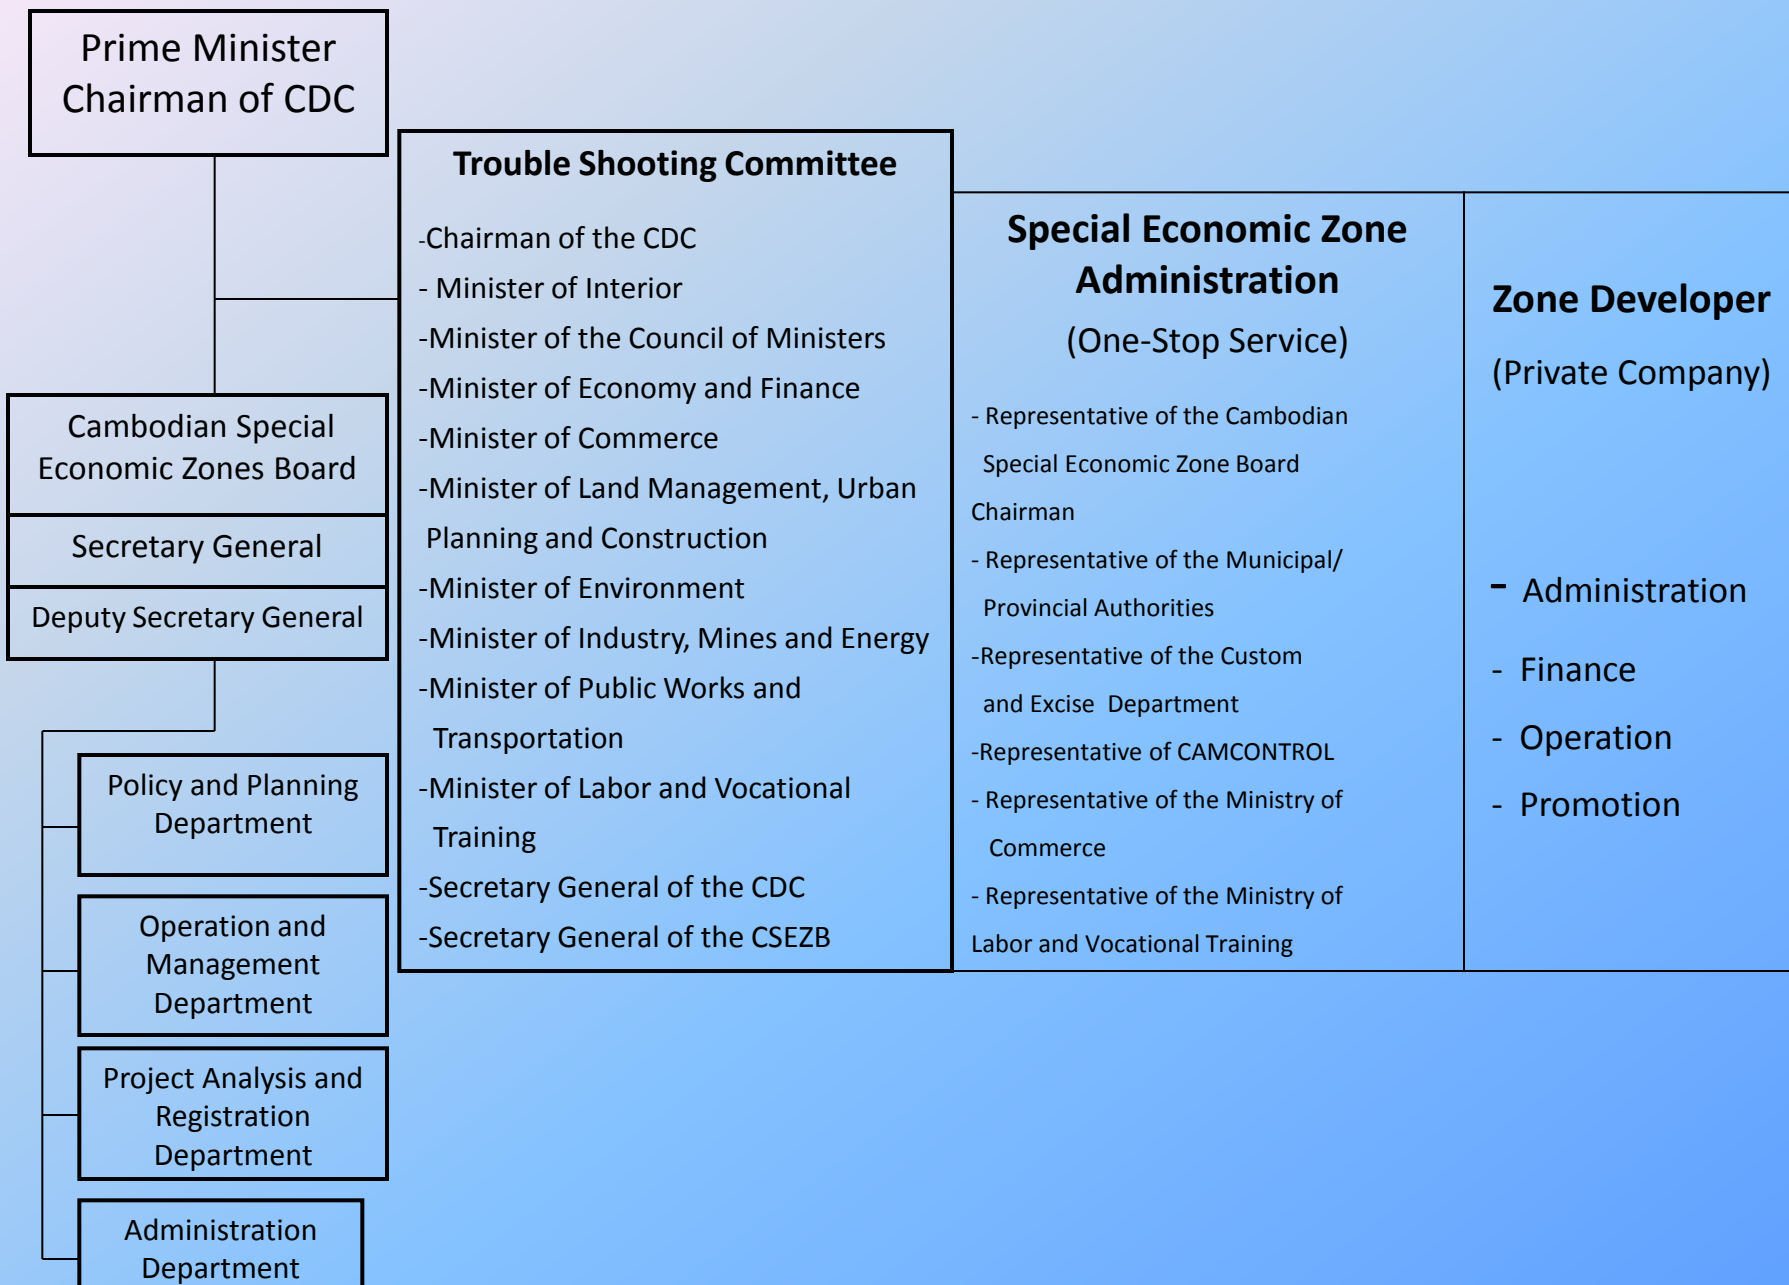 Prime Minister
Chairman of CDC
Cambodian Special
Economic Zones Board
Secretary General
Deputy Secretary General
Policy and Planning
Department
Operation and
Management
Department
Project Analysis and
Registration
Department
Administration
Department
Trouble Shooting Committee
-Chairman of the CDC
- Minister of Interior
-Minister of the Council of Ministers
-Minister of Economy and Finance
-Minister of Commerce
-Minister of Land Management, Urban
Planning and Construction
-Minister of Environment
-Minister of Industry, Mines and Energy
-Minister of Public Works and
Transportation
-Minister of Labor and Vocational
Training
-Secretary General of the CDC
-Secretary General of the CSEZB
Special Economic Zone
Administration
(One-Stop Service)
- Representative of the Cambodian
Special Economic Zone Board
Chairman
- Representative of the Municipal/
Provincial Authorities
-Representative of the Custom
and Excise  Department
-Representative of CAMCONTROL
- Representative of the Ministry of
Commerce
- Representative of the Ministry of
Labor and Vocational Training
Zone Developer
(Private Company)
- Administration
- Finance
- Operation
- Promotion